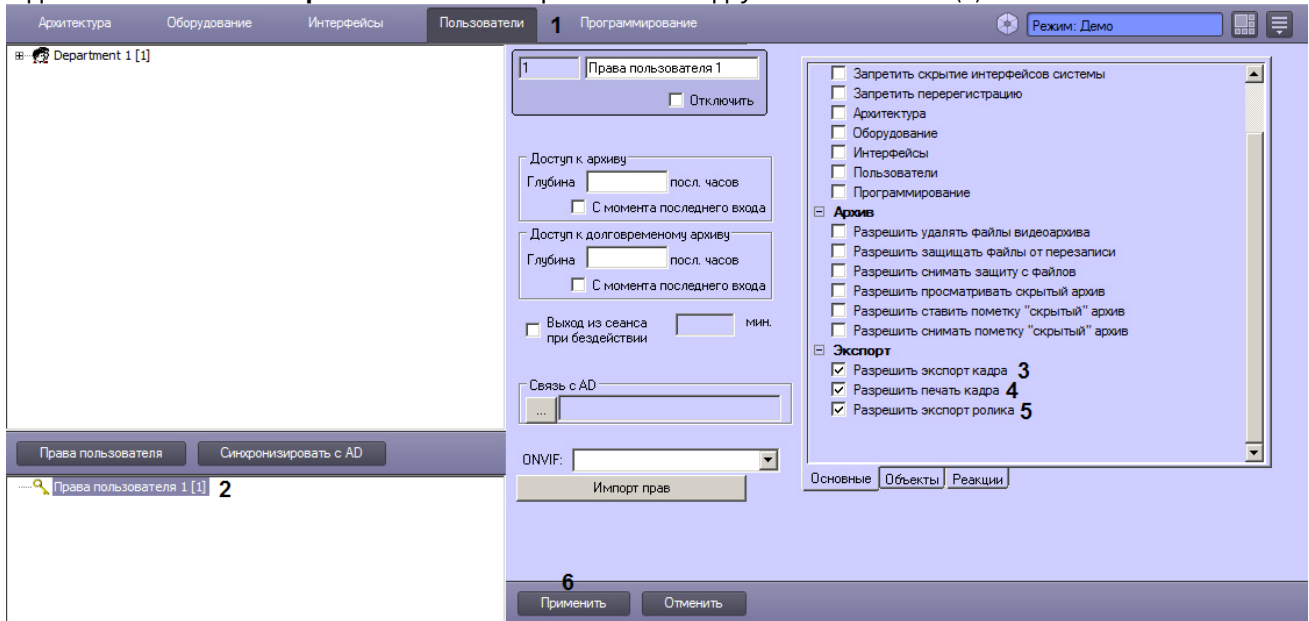 Архитектура Оборудование Интерфейсы Пользователи 1 Программирование Режим: Демо
Department 1 [1]
1 Права пользователя 1
Отключить
Доступ к архиву
Глубина посл. часов
С момента последнего входа
Доступ к долговременому архиву
Глубина посл. часов
С момента последнего входа
Выход из сеанса мин.
при бездействии
Связь с AD
...
ONVIF:
Импорт прав
Запретить скрытие интерфейсов системы
Запретить перерегистрацию
Архитектура
Оборудование
Интерфейсы
Пользователи
Программирование
Архив
Разрешить удалять файлы видеоархива
Разрешить защищать файлы от перезаписи
Разрешить снимать защиту с файлов
Разрешить просматривать скрытый архив
Разрешить ставить пометку "скрытый" архив
Разрешить снимать пометку "скрытый" архив
Экспорт
Разрешить экспорт кадра 3
Разрешить печать кадра 4
Разрешить экспорт ролика 5
Основные Объекты Реакции
Права пользователя Синхронизировать с AD
Права пользователя 1 [1] 2
6
Применить Отменить